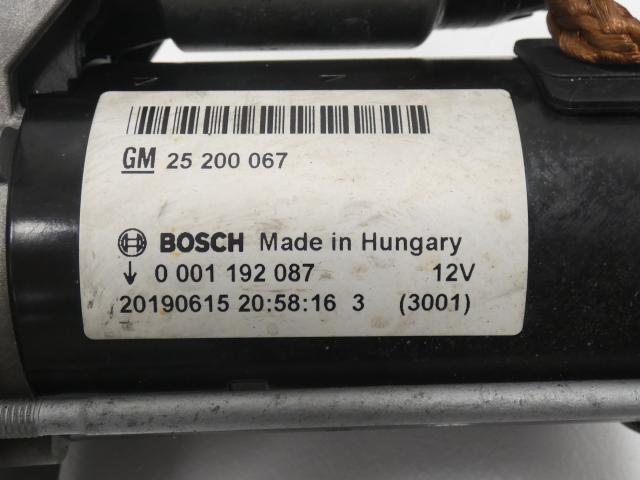 GM 25 200 067
BOSCH Made in Hungary
↓ 0 001 192 087 12V
20190615 20:58:16 3 (3001)